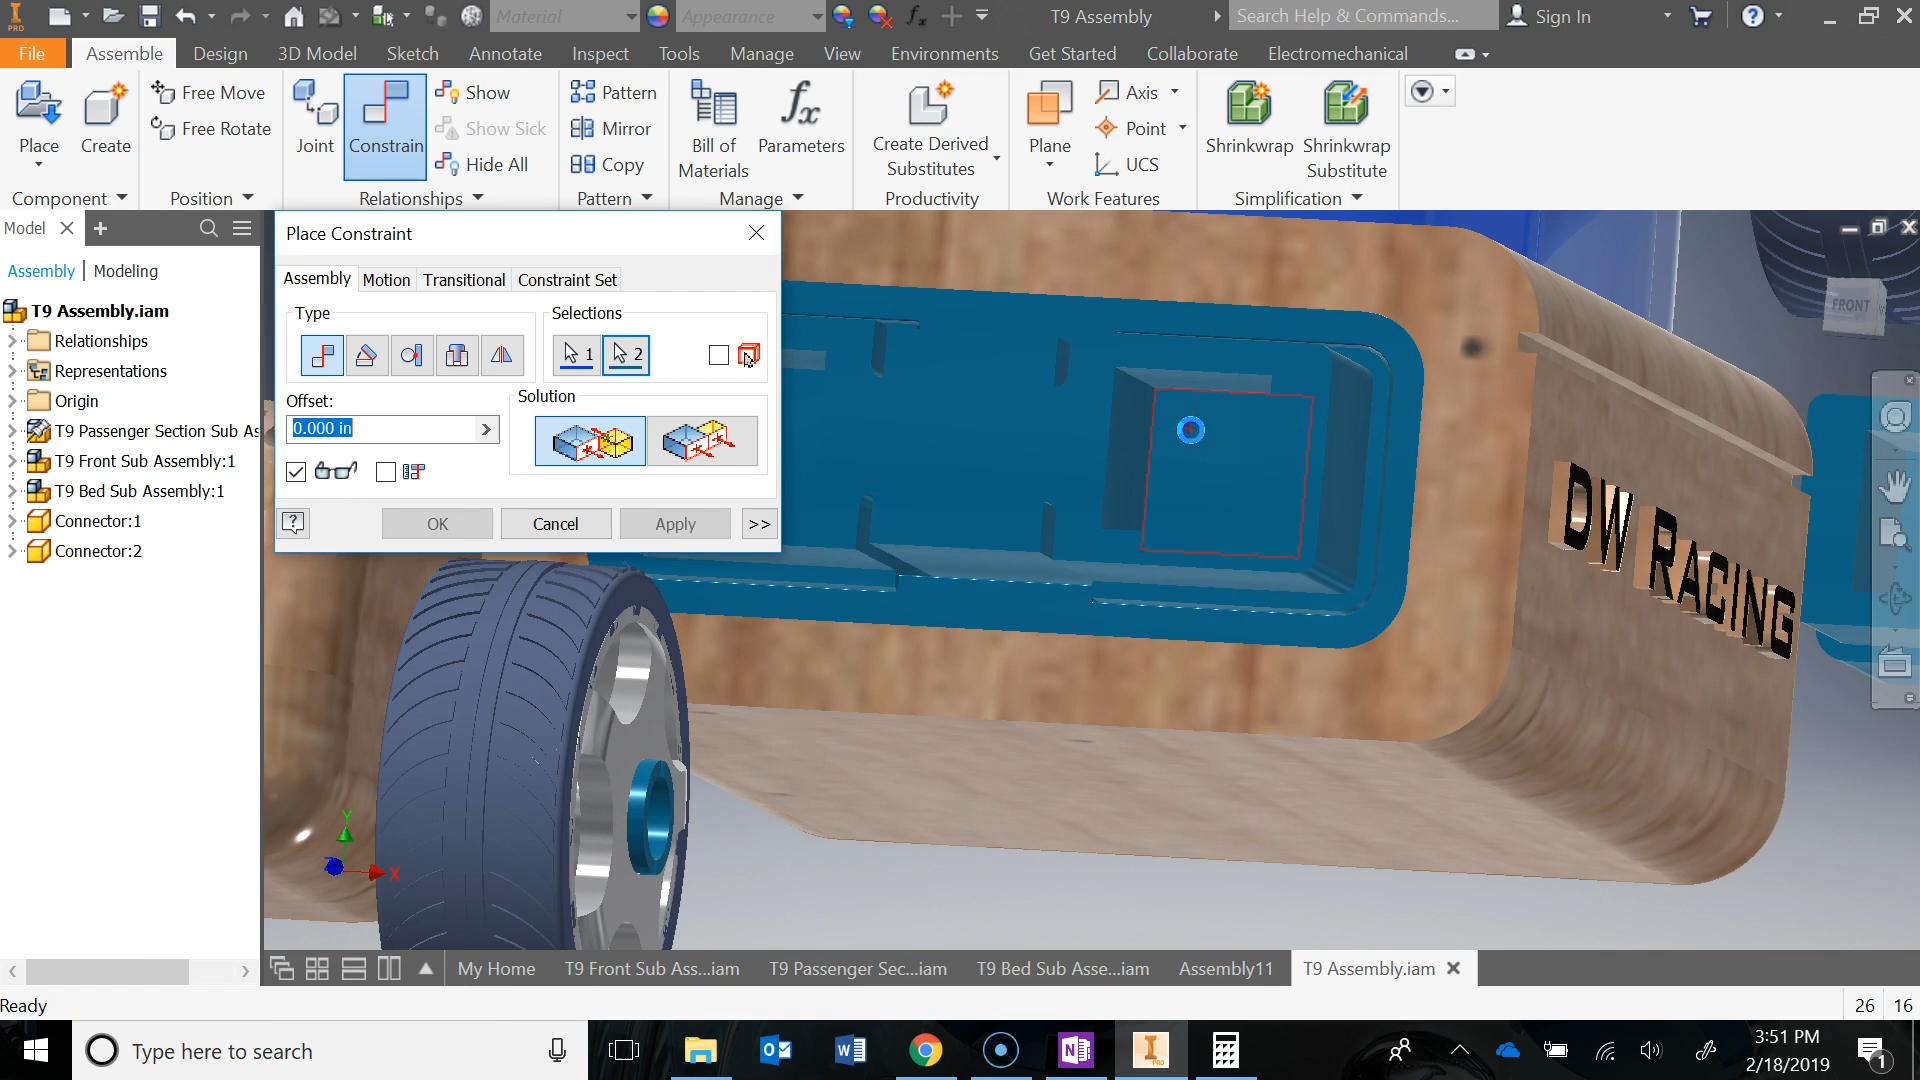 PRO
Material
Appearance
fx
T9 Assembly
Search Help & Commands...
Sign In
File
Assemble
Design
3D Model
Sketch
Annotate
Inspect
Tools
Manage
View
Environments
Get Started
Collaborate
Electromechanical
Place
Create
Free Move
Free Rotate
Joint
Constrain
Show
Show Sick
Hide All
Pattern
Mirror
Copy
Bill of
Materials
fx
Parameters
Create Derived
Substitutes
Plane
Axis
Point
UCS
Shrinkwrap
Shrinkwrap
Substitute
Component
Position
Relationships
Pattern
Manage
Productivity
Work Features
Simplification
Model
Assembly
Modeling
T9 Assembly.iam
Relationships
Representations
Origin
T9 Passenger Section Sub As
T9 Front Sub Assembly:1
T9 Bed Sub Assembly:1
Connector:1
Connector:2
Place Constraint
Assembly
Motion
Transitional
Constraint Set
Type
Selections
1
2
Offset:
0.000 in
Solution
?
OK
Cancel
Apply
>>
FRONT
DW RACING
Y
X
My Home
T9 Front Sub Ass...iam
T9 Passenger Sec...iam
T9 Bed Sub Asse...iam
Assembly11
T9 Assembly.iam
Ready
26
16
Type here to search
PRO
3:51 PM
2/18/2019
1